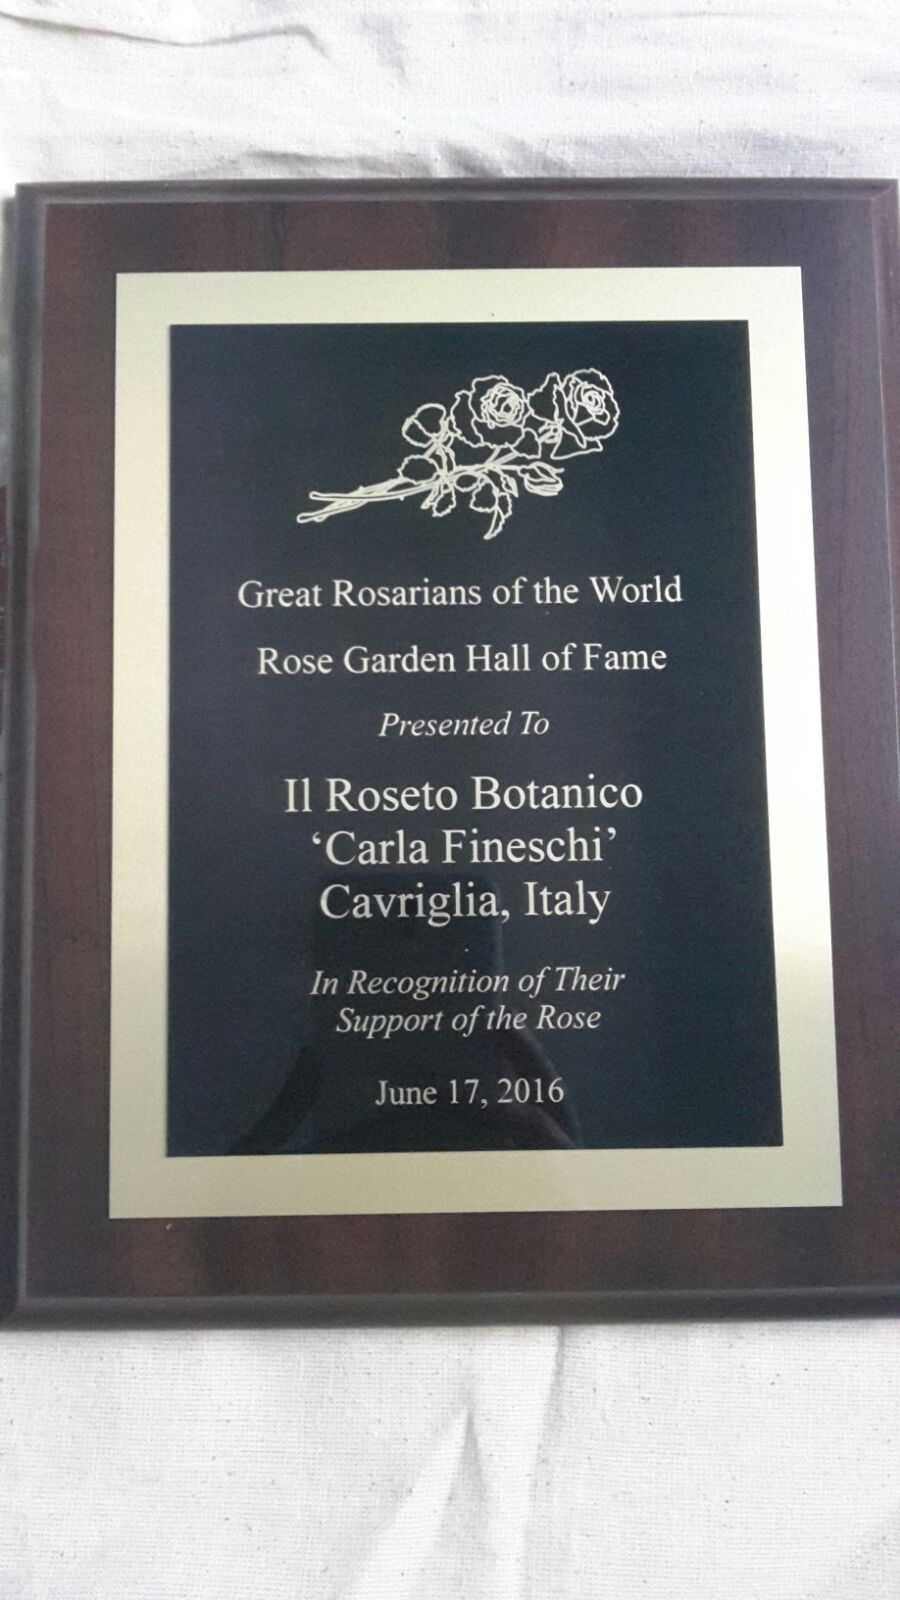 Great Rosarians of the World
Rose Garden Hall of Fame
Presented To
Il Roseto Botanico
‘Carla Fineschi’
Cavriglia, Italy
In Recognition of Their
Support of the Rose
June 17, 2016